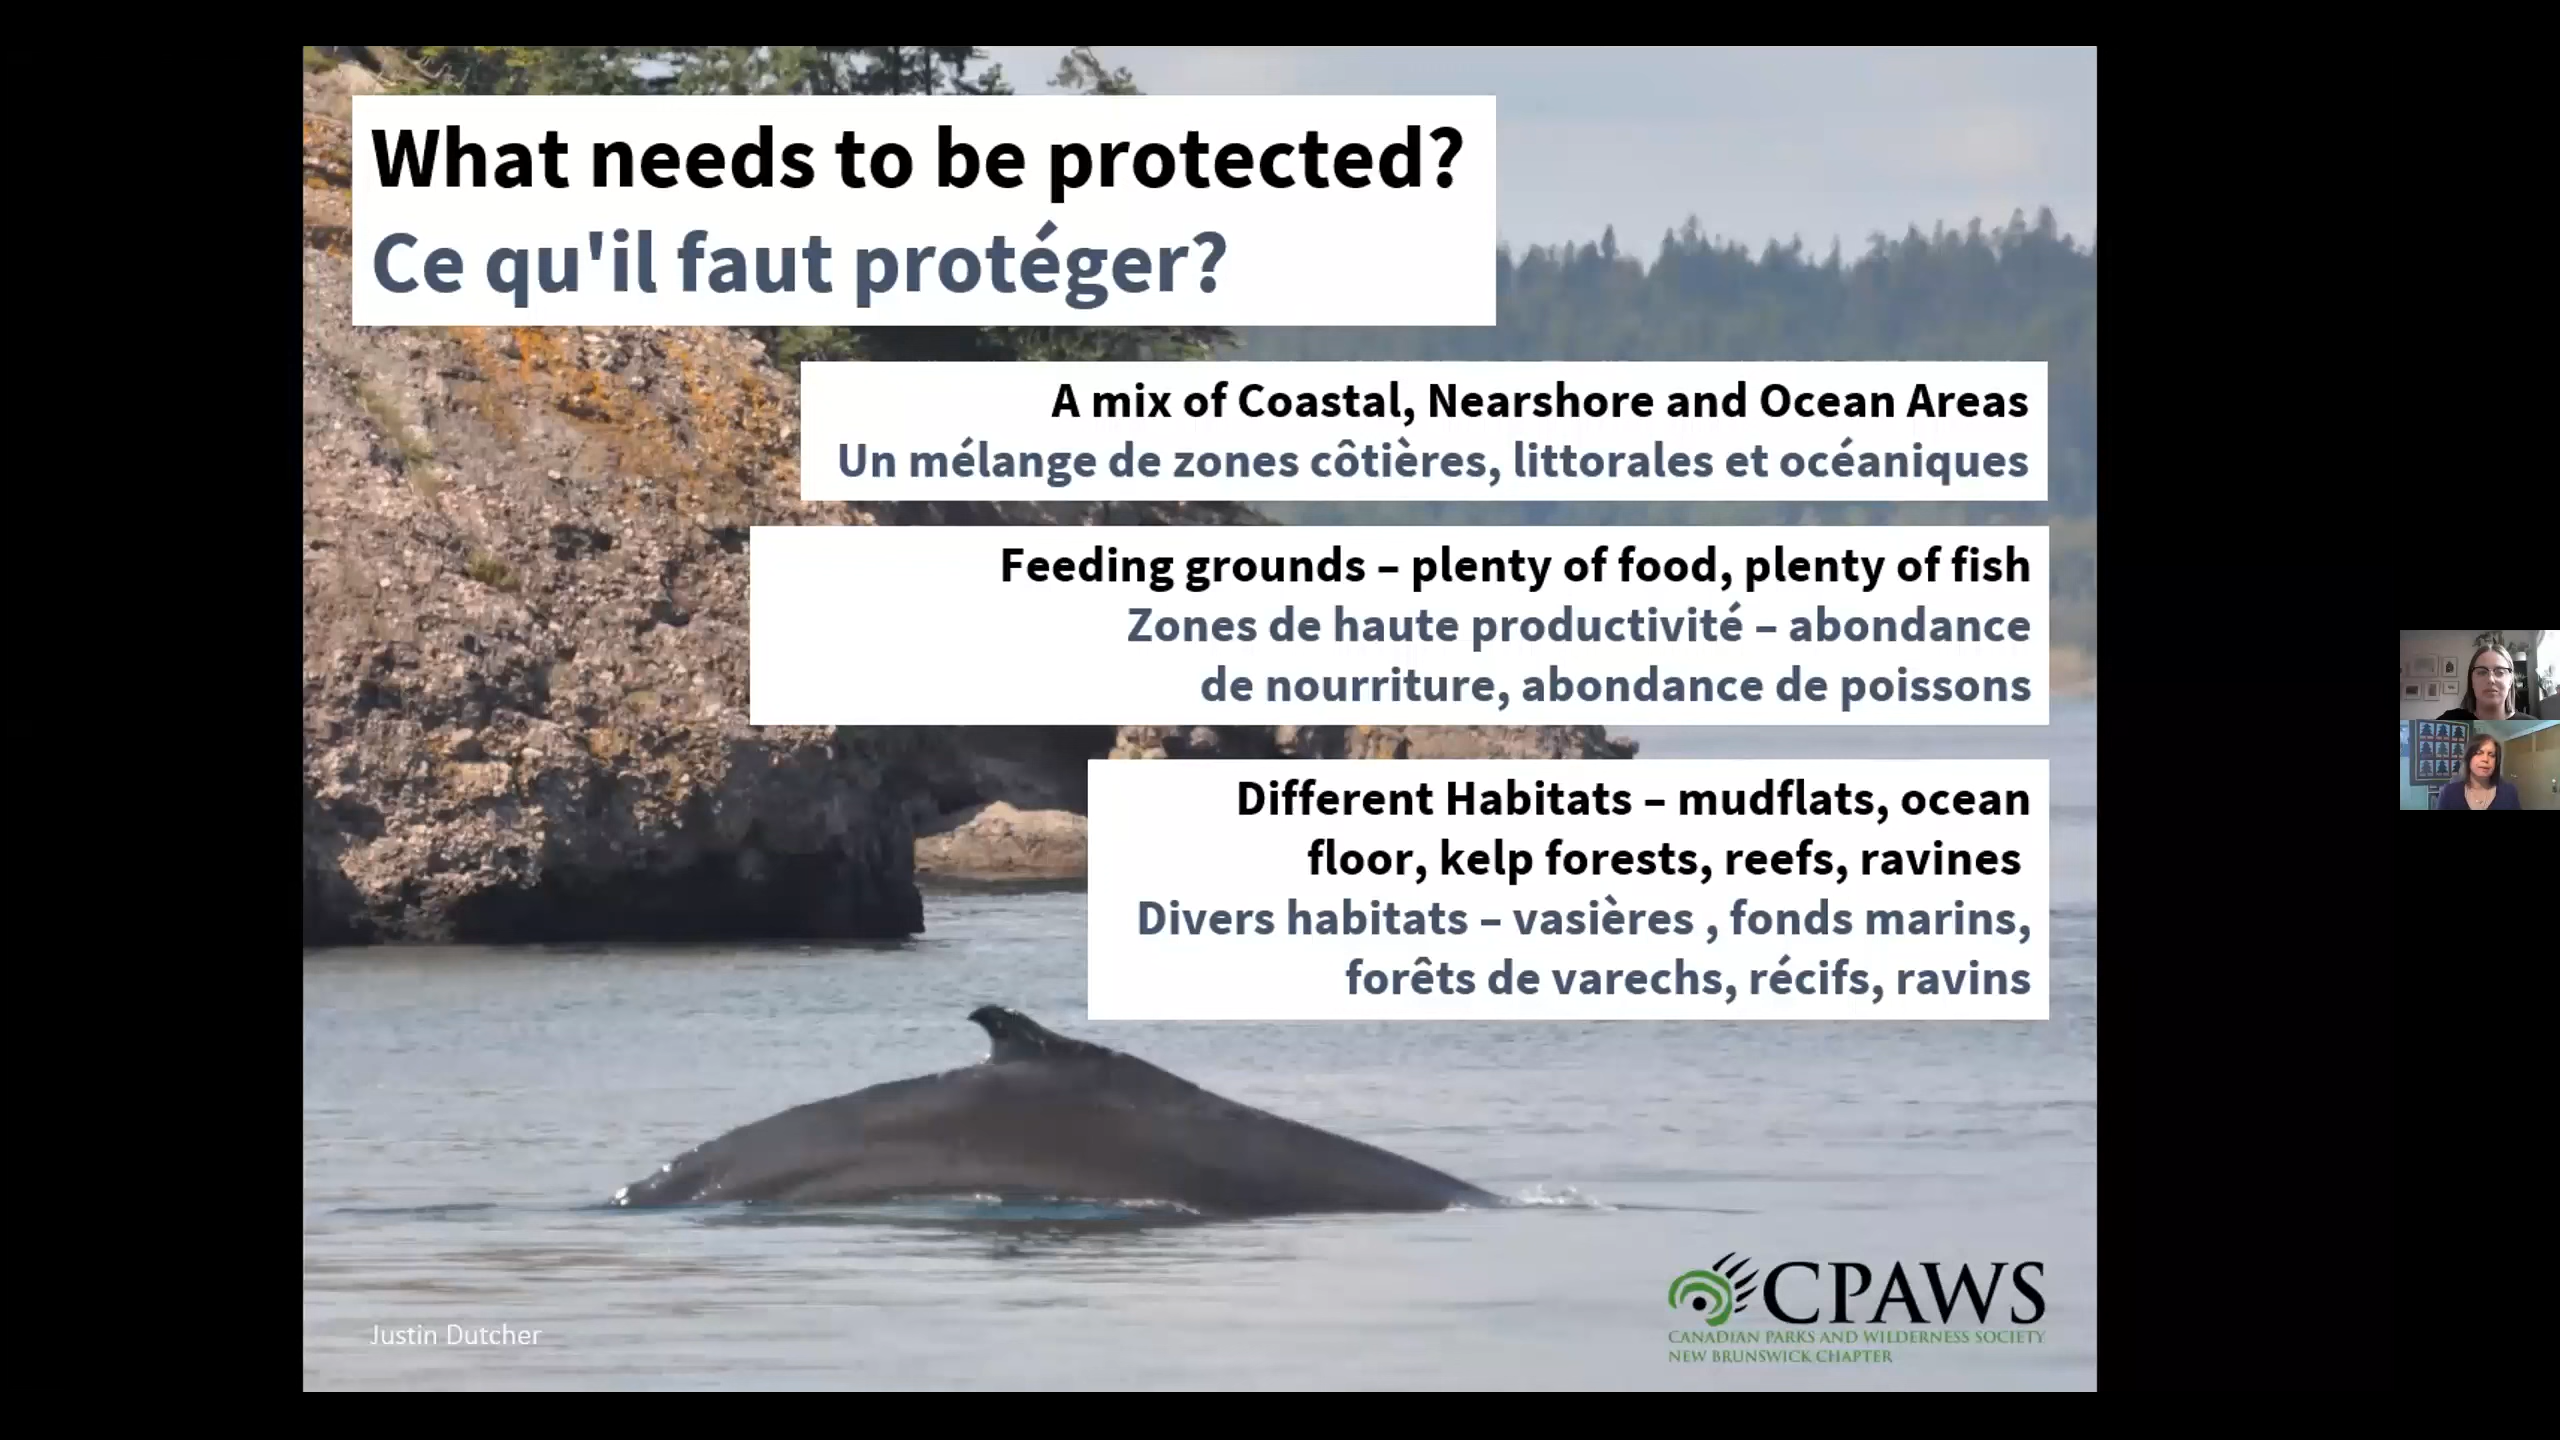 What needs to be protected?
Ce qu'il faut protéger?
A mix of Coastal, Nearshore and Ocean Areas
Un mélange de zones côtières, littorales et océaniques
Feeding grounds – plenty of food, plenty of fish
Zones de haute productivité – abondance
de nourriture, abondance de poissons
Different Habitats – mudflats, ocean
floor, kelp forests, reefs, ravines
Divers habitats – vasières , fonds marins,
forêts de varechs, récifs, ravins
Justin Dutcher
CPAWS
CANADIAN PARKS AND WILDERNESS SOCIETY
NEW BRUNSWICK CHAPTER